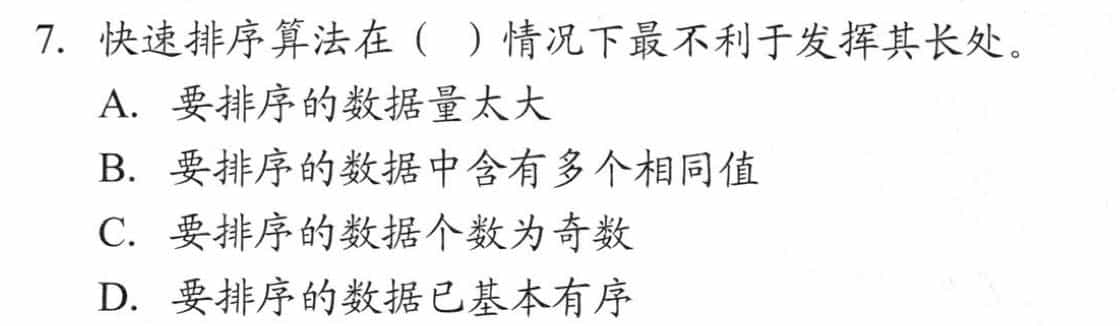 7. 快速排序算法在（ ）情况下最不利于发挥其长处。
A. 要排序的数据量太大
B. 要排序的数据中含有多个相同值
C. 要排序的数据个数为奇数
D. 要排序的数据已基本有序